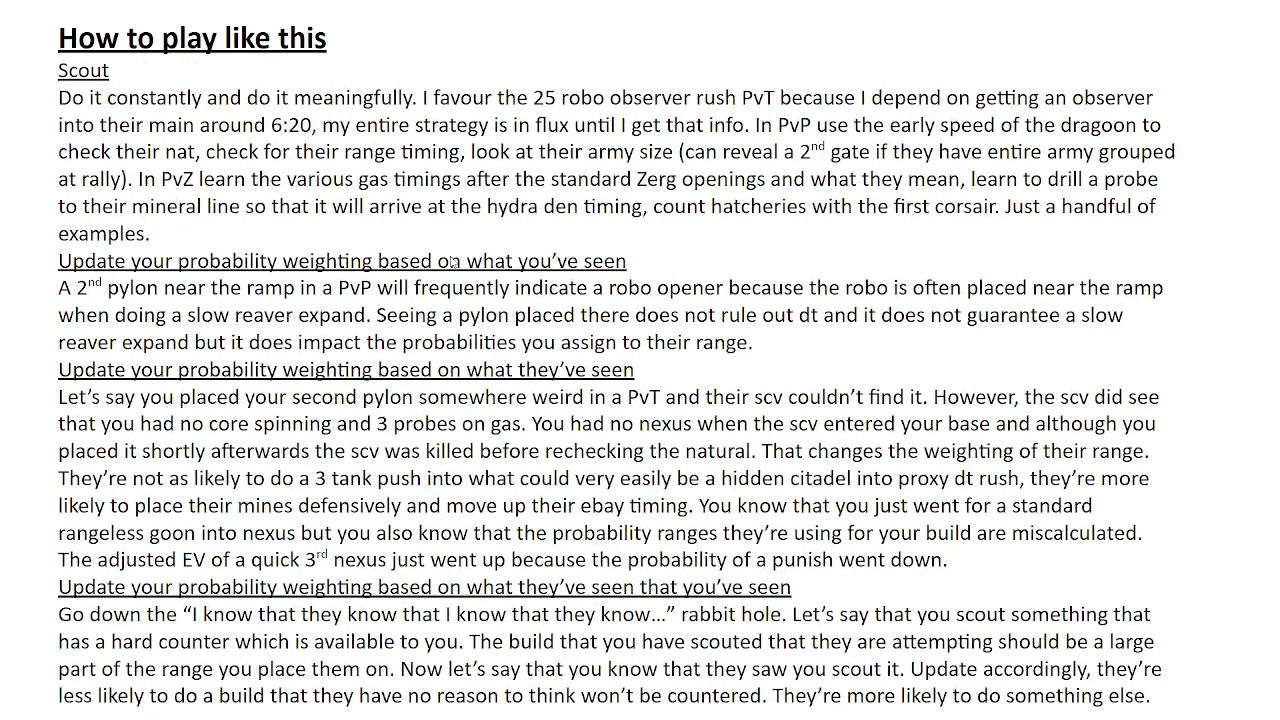 How to play like this
Scout
Do it constantly and do it meaningfully. I favour the 25 robo observer rush PvT because I depend on getting an observer
into their main around 6:20, my entire strategy is in flux until I get that info. In PvP use the early speed of the dragoon to
check their nat, check for their range timing, look at their army size (can reveal a 2nd gate if they have entire army grouped
at rally). In PvZ learn the various gas timings after the standard Zerg openings and what they mean, learn to drill a probe
to their mineral line so that it will arrive at the hydra den timing, count hatcheries with the first corsair. Just a handful of
examples.
Update your probability weighting based on what you've seen
A 2nd pylon near the ramp in a PvP will frequently indicate a robo opener because the robo is often placed near the ramp
when doing a slow reaver expand. Seeing a pylon placed there does not rule out dt and it does not guarantee a slow
reaver expand but it does impact the probabilities you assign to their range.
Update your probability weighting based on what they've seen
Let's say you placed your second pylon somewhere weird in a PvT and their scv couldn't find it. However, the scv did see
that you had no core spinning and 3 probes on gas. You had no nexus when the scv entered your base and although you
placed it shortly afterwards the scv was killed before rechecking the natural. That changes the weighting of their range.
They're not as likely to do a 3 tank push into what could very easily be a hidden citadel into proxy dt rush, they're more
likely to place their mines defensively and move up their ebay timing. You know that you just went for a standard
rangeless goon into nexus but you also know that the probability ranges they're using for your build are miscalculated.
The adjusted EV of a quick 3rd nexus just went up because the probability of a punish went down.
Update your probability weighting based on what they've seen that you've seen
Go down the "I know that they know that I know that they know…" rabbit hole. Let's say that you scout something that
has a hard counter which is available to you. The build that you have scouted that they are attempting should be a large
part of the range you place them on. Now let's say that you know that they saw you scout it. Update accordingly, they're
less likely to do a build that they have no reason to think won't be countered. They're more likely to do something else.